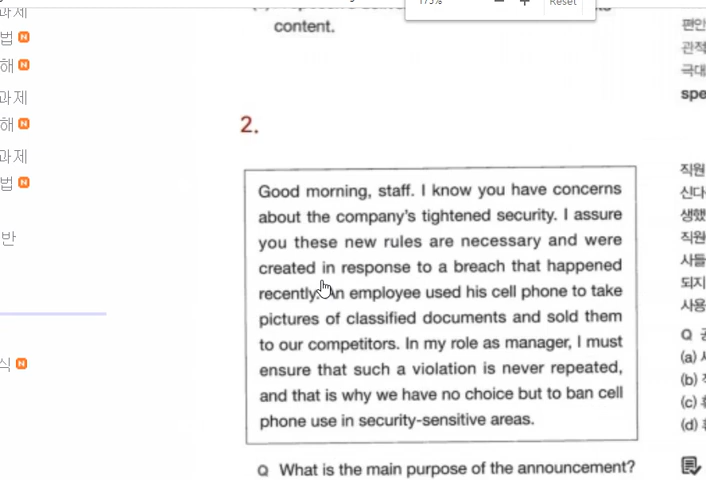 과제
법 N
해 N
과제
해 N
과제
법 N
반
식 N
175%
Reset
content.
2.
Good morning, staff. I know you have concerns
about the company's tightened security. I assure
you these new rules are necessary and were
created in response to a breach that happened
recently. An employee used his cell phone to take
pictures of classified documents and sold them
to our competitors. In my role as manager, I must
ensure that such a violation is never repeated,
and that is why we have no choice but to ban cell
phone use in security-sensitive areas.
Q What is the main purpose of the announcement?
편안
관적
극대
spe
직원
신다
생했
직원
사들
되지
사용
Q
(a)
(b)
(c)
(d)